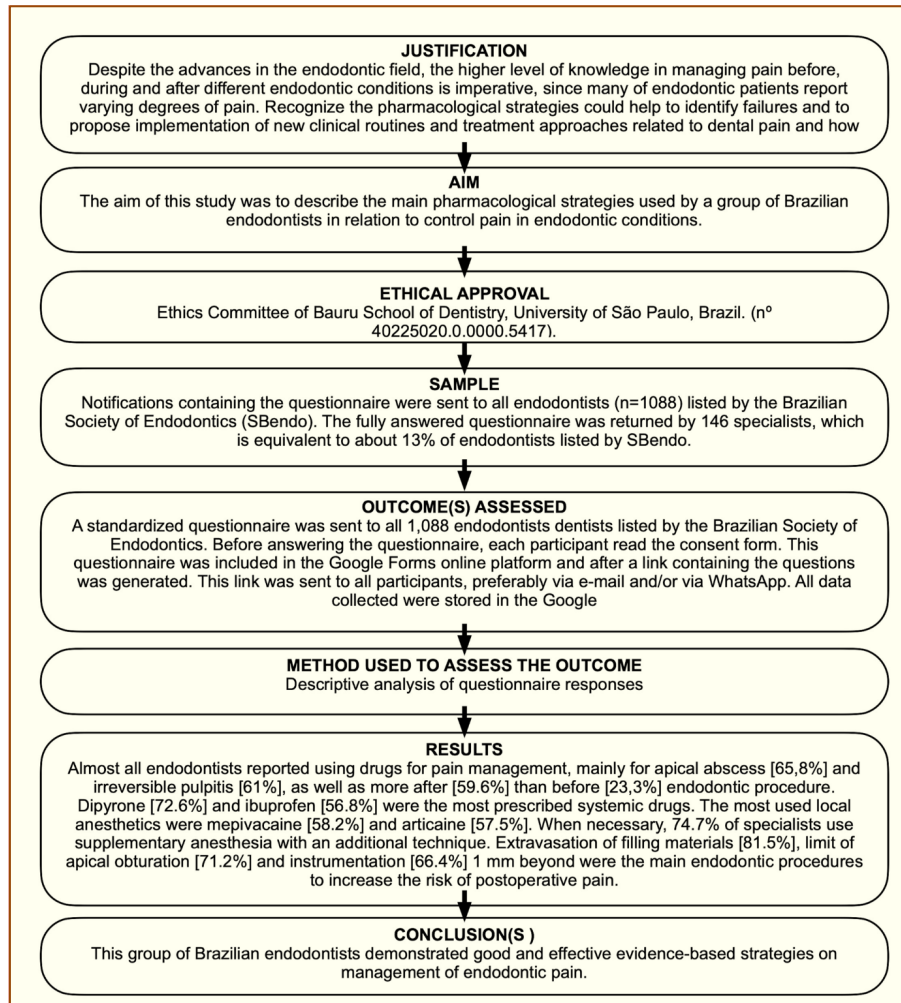 JUSTIFICATION
Despite the advances in the endodontic field, the higher level of knowledge in managing pain before,
during and after different endodontic conditions is imperative, since many of endodontic patients report
varying degrees of pain. Recognize the pharmacological strategies could help to identify failures and to
propose implementation of new clinical routines and treatment approaches related to dental pain and how
AIM
The aim of this study was to describe the main pharmacological strategies used by a group of Brazilian
endodontists in relation to control pain in endodontic conditions.
ETHICAL APPROVAL
Ethics Committee of Bauru School of Dentistry, University of São Paulo, Brazil. (nº
40225020.0.0000.5417).
SAMPLE
Notifications containing the questionnaire were sent to all endodontists (n=1088) listed by the Brazilian
Society of Endodontics (SBendo). The fully answered questionnaire was returned by 146 specialists, which
is equivalent to about 13% of endodontists listed by SBendo.
OUTCOME(S) ASSESSED
A standardized questionnaire was sent to all 1,088 endodontists dentists listed by the Brazilian Society of
Endodontics. Before answering the questionnaire, each participant read the consent form. This
questionnaire was included in the Google Forms online platform and after a link containing the questions
was generated. This link was sent to all participants, preferably via e-mail and/or via WhatsApp. All data
collected were stored in the Google
METHOD USED TO ASSESS THE OUTCOME
Descriptive analysis of questionnaire responses
RESULTS
Almost all endodontists reported using drugs for pain management, mainly for apical abscess [65,8%] and
irreversible pulpitis [61%], as well as more after [59.6%] than before [23,3%] endodontic procedure.
Dipyrone [72.6%] and ibuprofen [56.8%] were the most prescribed systemic drugs. The most used local
anesthetics were mepivacaine [58.2%] and articaine [57.5%]. When necessary, 74.7% of specialists use
supplementary anesthesia with an additional technique. Extravasation of filling materials [81.5%], limit of
apical obturation [71.2%] and instrumentation [66.4%] 1 mm beyond were the main endodontic procedures
to increase the risk of postoperative pain.
CONCLUSION(S )
This group of Brazilian endodontists demonstrated good and effective evidence-based strategies on
management of endodontic pain.